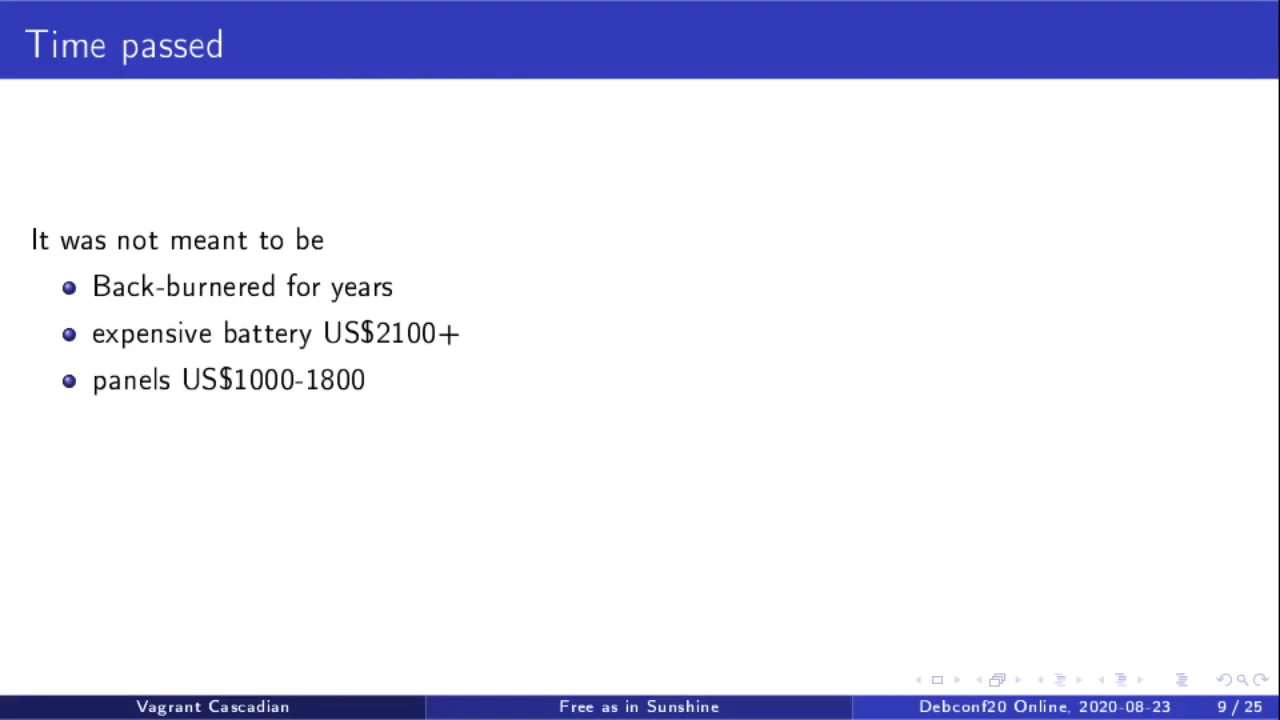 Time passed
It was not meant to be
Back-burnered for years
expensive battery US$2100+
panels US$1000-1800
Vagrant Cascadian
Free as in Sunshine
Debconf20 Online, 2020-08-23
9 / 25